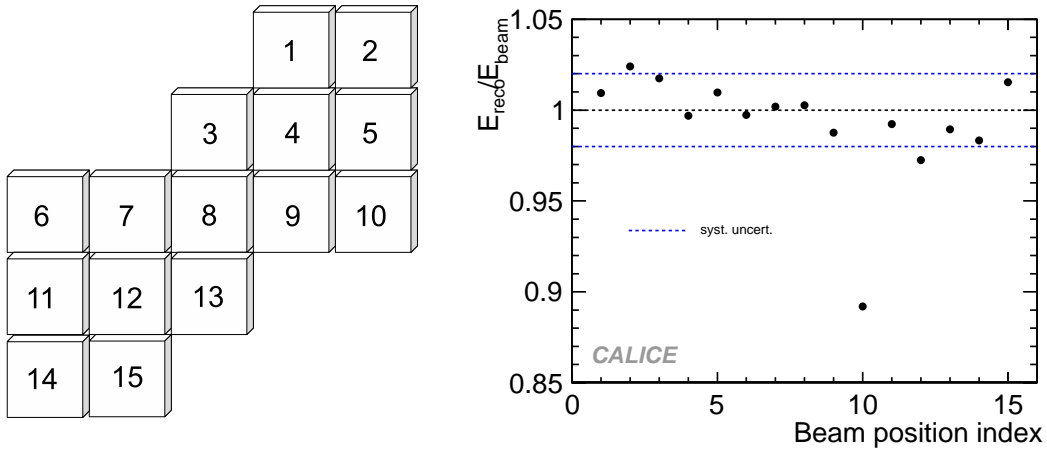 1 2
3 4 5
6 7 8 9 10
11 12 13
14 15
E_reco/E_beam
1.05
1
0.95
0.9
0.85
syst. uncert.
CALICE
0 5 10 15
Beam position index